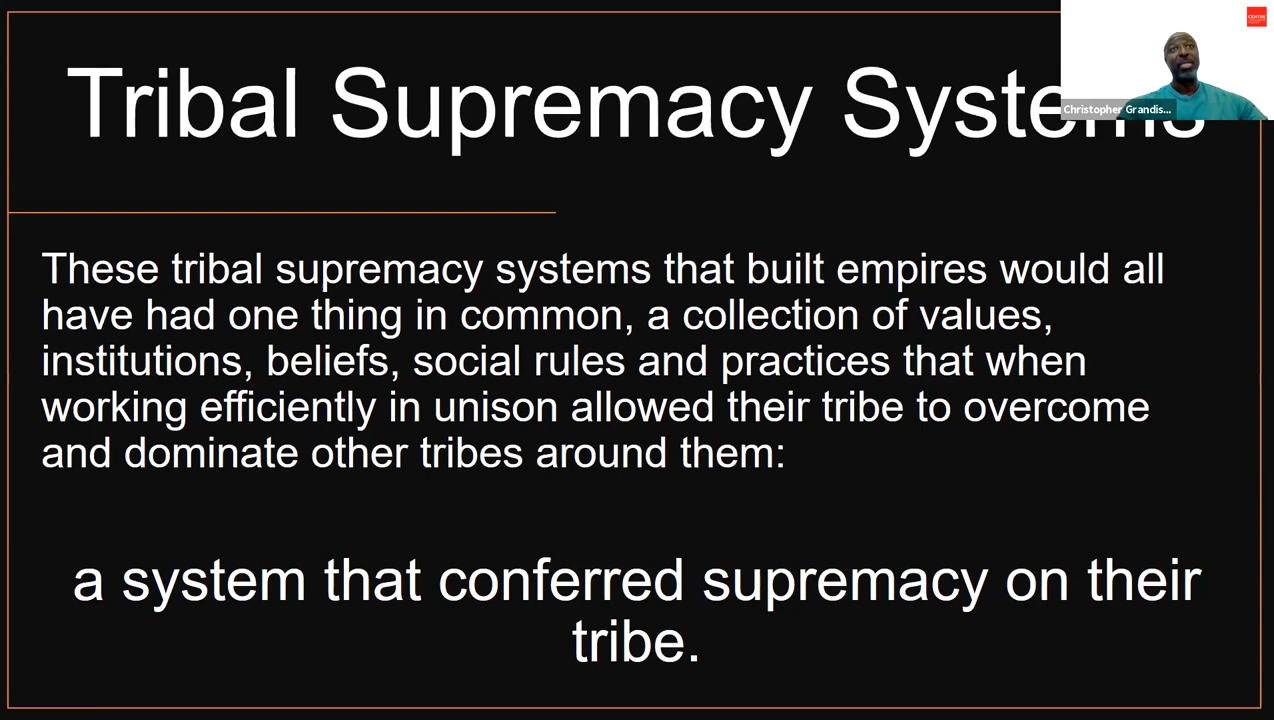 Tribal Supremacy Systems
Christopher Grandis...
These tribal supremacy systems that built empires would all
have had one thing in common, a collection of values,
institutions, beliefs, social rules and practices that when
working efficiently in unison allowed their tribe to overcome
and dominate other tribes around them:
a system that conferred supremacy on their
tribe.